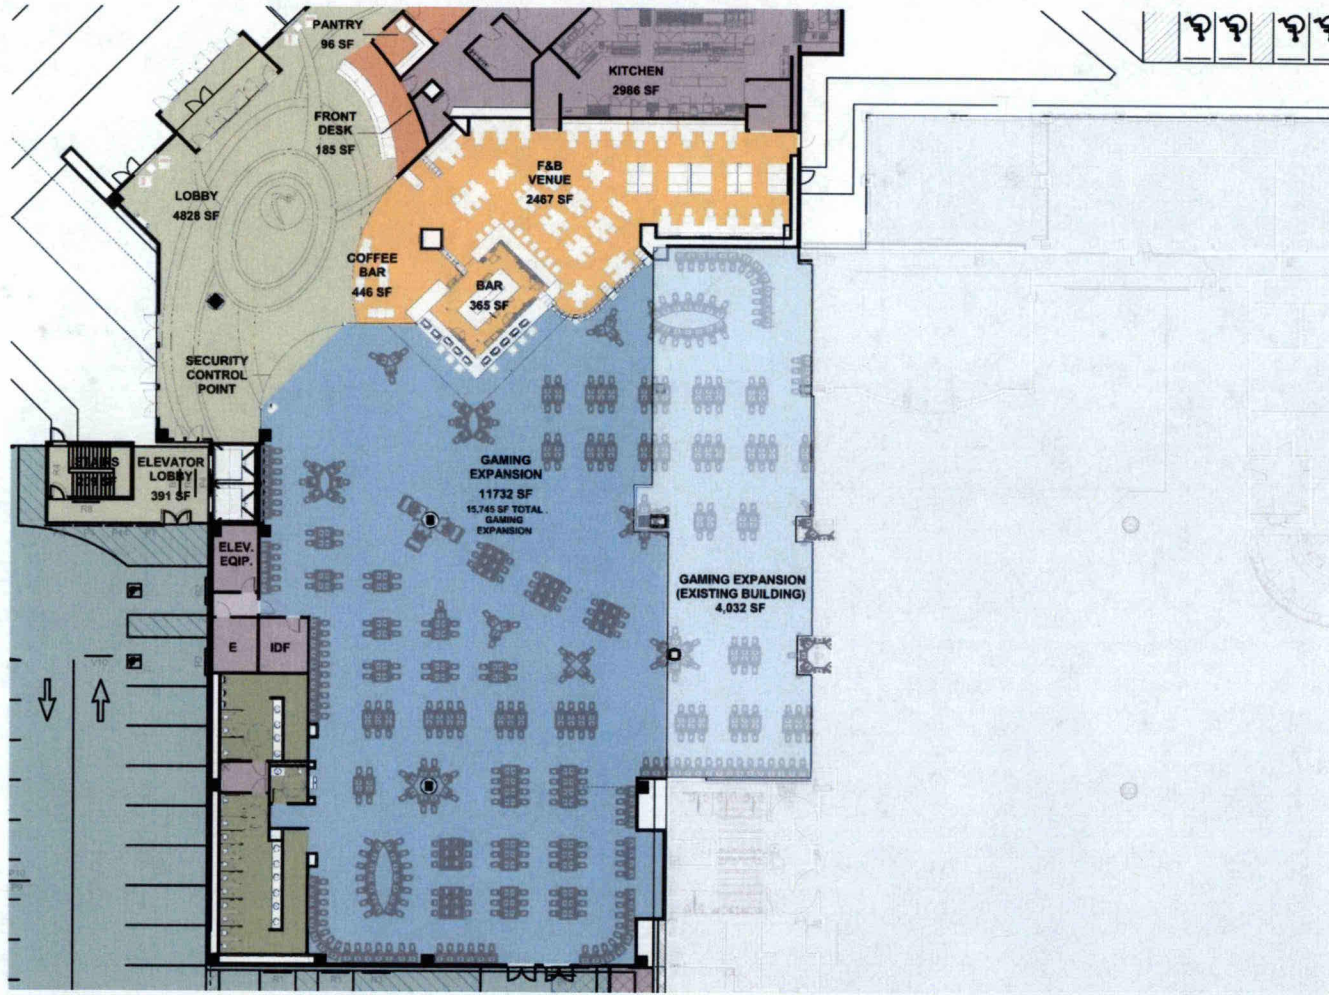 PANTRY
96 SF
KITCHEN
2986 SF
FRONT
DESK
185 SF
F&B
VENUE
2467 SF
LOBBY
4828 SF
COFFEE
BAR
446 SF
BAR
365 SF
SECURITY
CONTROL
POINT
GAMING
EXPANSION
11732 SF
15,745 SF TOTAL
GAMING
EXPANSION
ELEVATOR
LOBBY
391 SF
R8
ELEV.
EQIP.
GAMING EXPANSION
(EXISTING BUILDING)
4,032 SF
E
IDF
V10